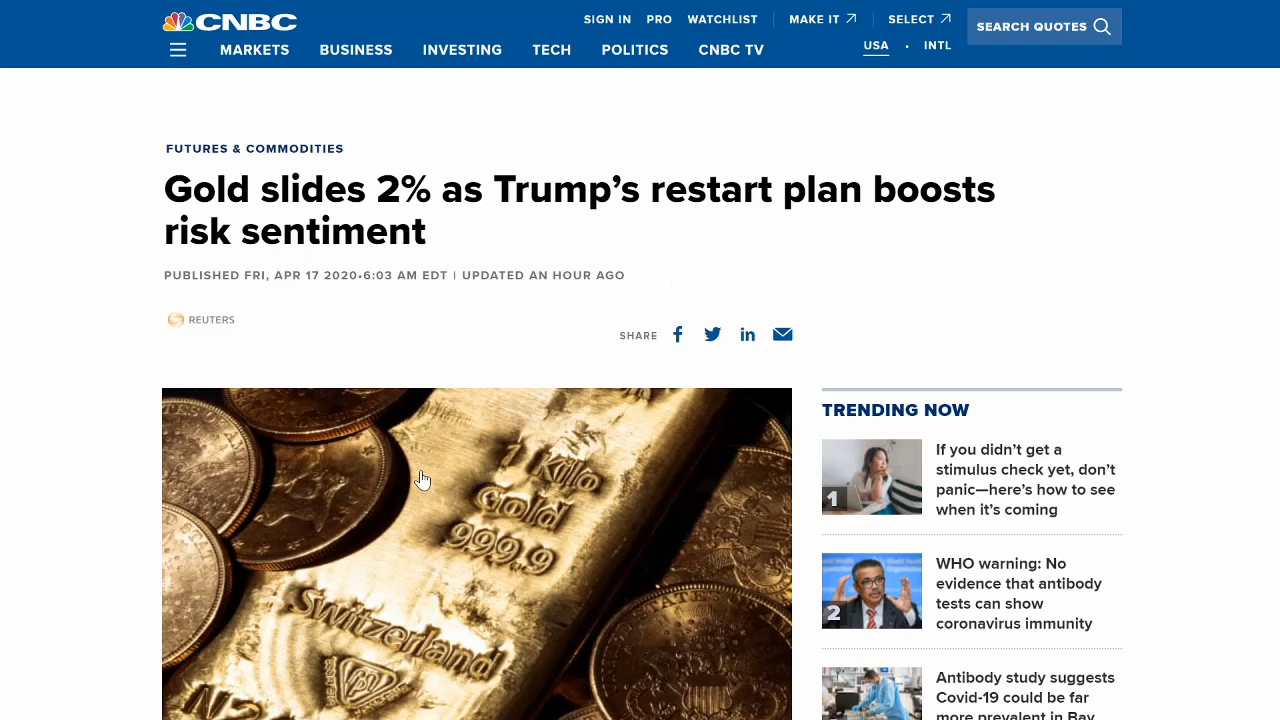 CNBC
SIGN IN PRO WATCHLIST MAKE IT SELECT
SEARCH QUOTES
MARKETS BUSINESS INVESTING TECH POLITICS CNBC TV
USA • INTL
FUTURES & COMMODITIES
Gold slides 2% as Trump’s restart plan boosts
risk sentiment
PUBLISHED FRI, APR 17 2020•6:03 AM EDT | UPDATED AN HOUR AGO
REUTERS
SHARE
1 Kilo
Gold
999.9
Switzerland
TRENDING NOW
1
If you didn’t get a
stimulus check yet, don’t
panic—here’s how to see
when it’s coming
2
WHO warning: No
evidence that antibody
tests can show
coronavirus immunity
Antibody study suggests
Covid-19 could be far
more prevalent in Bay